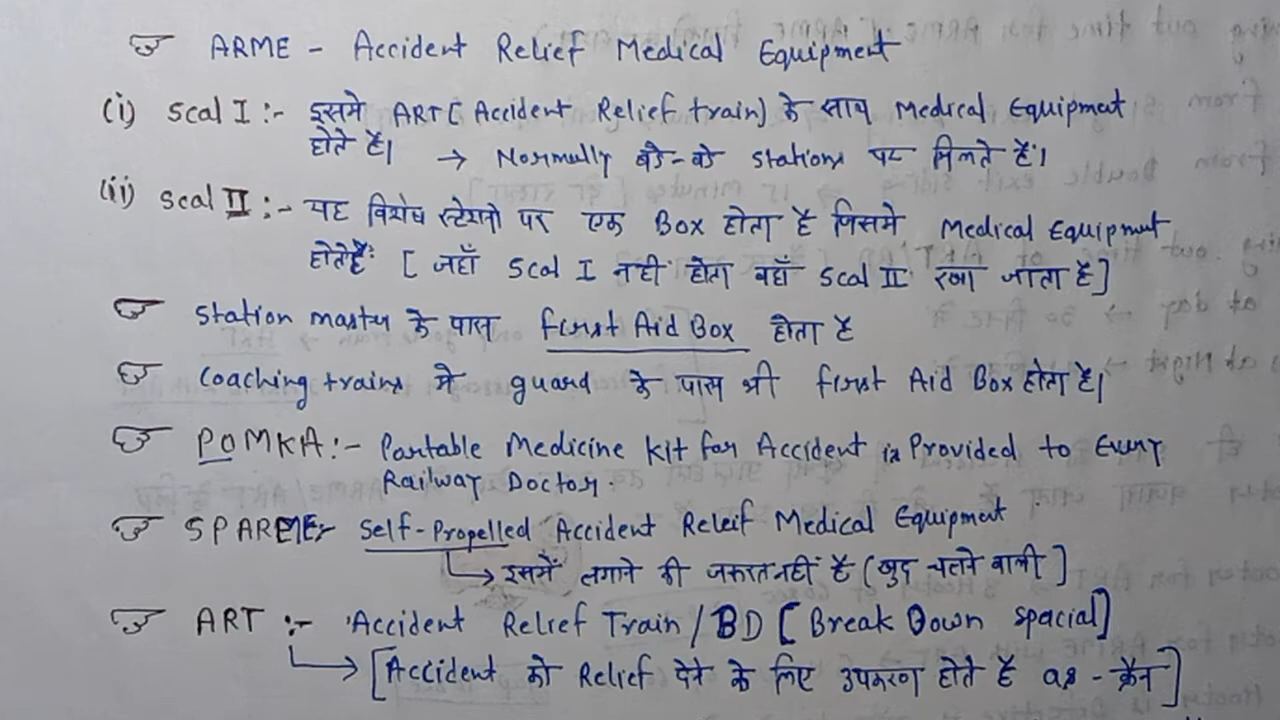 ☞ ARME - Accident Relief Medical Equipment
(i) Scal I :- इसमे ART [Accident Relief train) के साथ Medical Equipment
होते है। → Normully बडे-बडे stations पर मिलते हैं।
(ii) Scal II :- यह विशेष स्टेशनो पर एक Box होता है जिसमे Medical Equipment
होते हैं [ जहाँ Scal I नही होता वहाँ Scal II रखा जाता है ]
☞ Station master के पास First Aid Box होता है
☞ Coaching trains मे guard के पास भी First Aid Box होता है।
☞ POMKA :- Partable Medicine Kit for Accident is Provided to Every
Railway Doctor.
☞ SPARME:- Self-Propelled Accident Releif Medical Equipment
→ इसमें लगाने की जरूरत नहीं है (खुद चलने वाली ]
☞ ART :- Accident Relief Train / BD [ Break Down Spacial]
→ [Accident को Relief देने के लिए उपकरण होते है as - क्रैन ]